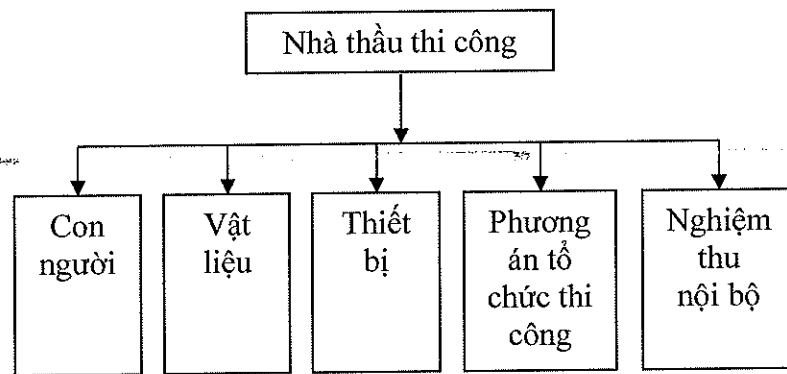 Nhà thầu thi công
Con
người
Vật
liệu
Thiết
bị
Phương
án tổ
chức thi
công
Nghiệm
thu
nội bộ